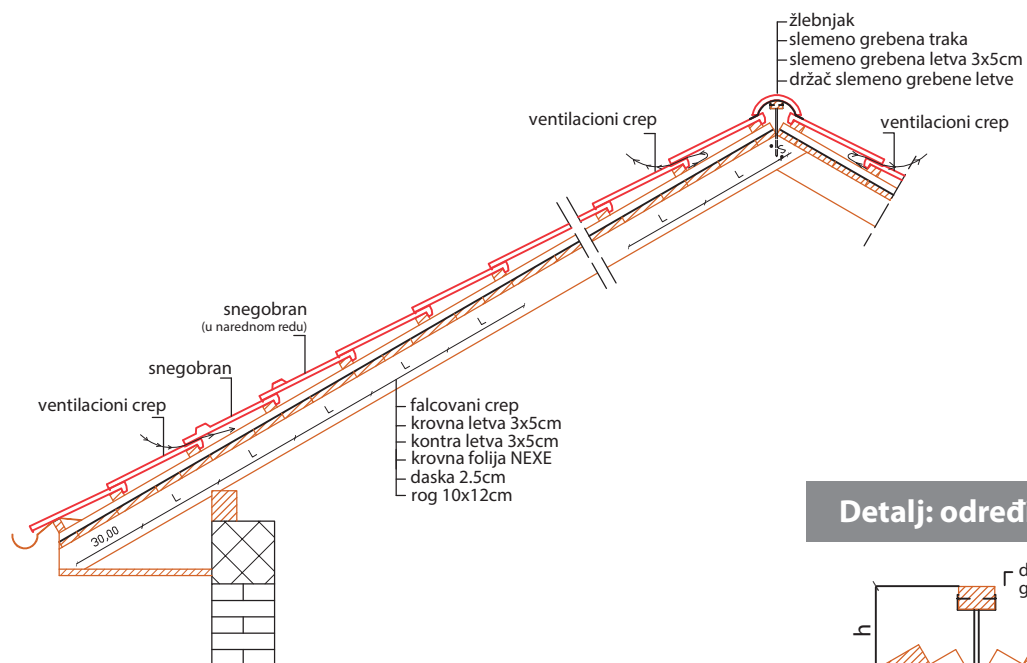 žlebnjak
slemeno grebena traka
slemeno grebena letva 3x5cm
držač slemeno grebene letve
ventilacioni crep
ventilacioni crep
S
L
L
snegobran
(u narednom redu)
L
snegobran
L
ventilacioni crep
L
L
L
30,00
falcovani crep
krovna letva 3x5cm
kontra letva 3x5cm
krovna folija NEXE
daska 2.5cm
rog 10x12cm
Detalj: određ
d
g
h